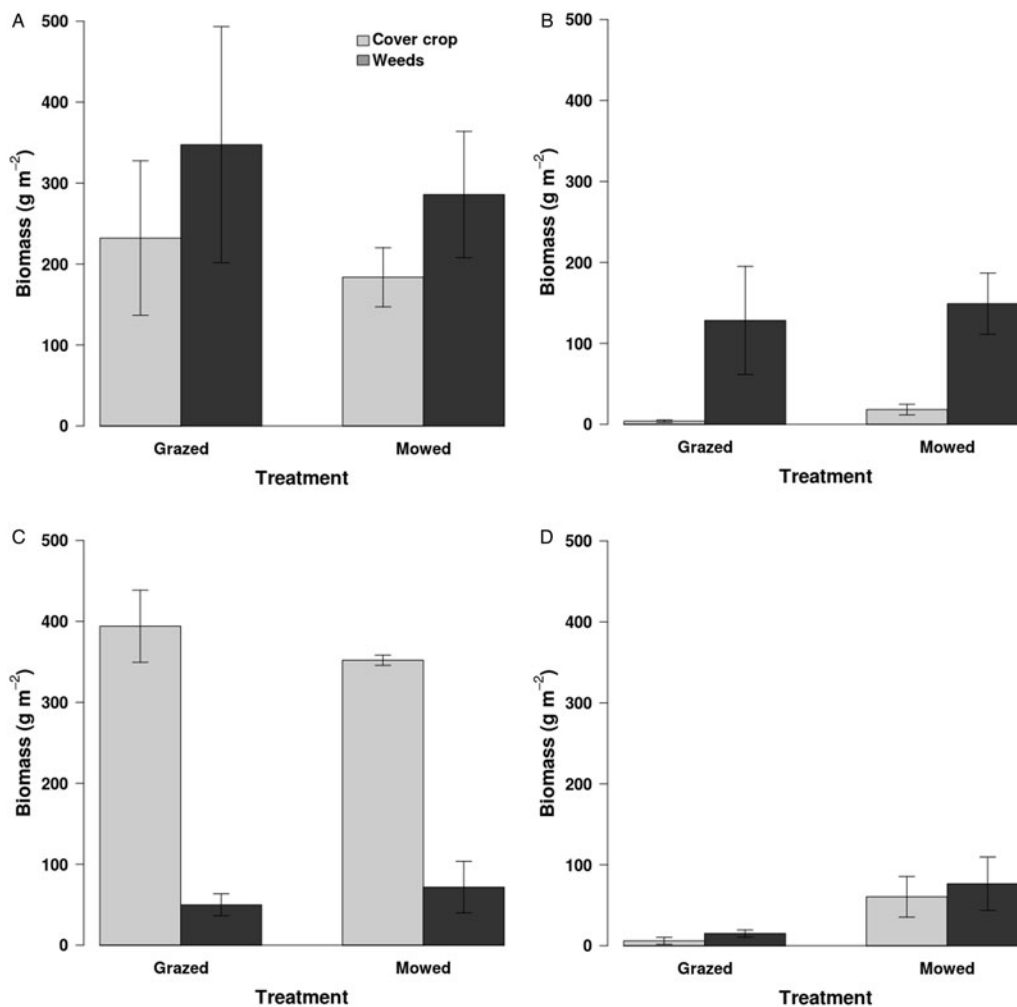 A
500
400
300
200
100
0
Biomass (g m⁻²)
Cover crop
Weeds
Grazed Mowed
Treatment
B
500
400
300
200
100
0
Biomass (g m⁻²)
Grazed Mowed
Treatment
C
500
400
300
200
100
0
Biomass (g m⁻²)
Grazed Mowed
Treatment
D
500
400
300
200
100
0
Biomass (g m⁻²)
Grazed Mowed
Treatment